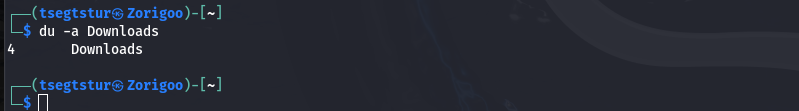 ┌──(tsegtstur㉿Zorigoo)-[~]
└─$ du -a Downloads
4       Downloads
┌──(tsegtstur㉿Zorigoo)-[~]
└─$